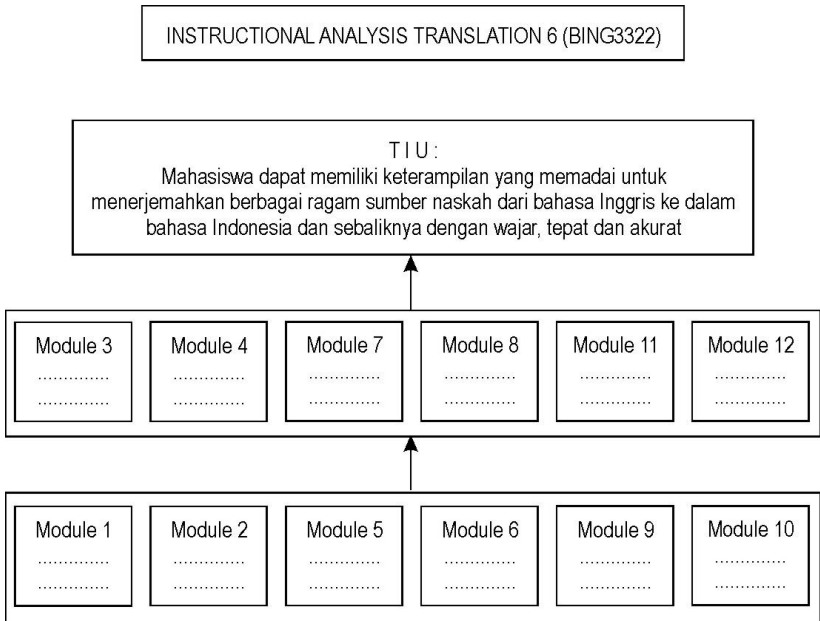 INSTRUCTIONAL ANALYSIS TRANSLATION 6 (BING3322)
T I U :
Mahasiswa dapat memiliki keterampilan yang memadai untuk
menerjemahkan berbagai ragam sumber naskah dari bahasa Inggris ke dalam
bahasa Indonesia dan sebaliknya dengan wajar, tepat dan akurat
Module 3 Module 4 Module 7 Module 8 Module 11 Module 12
............. ............. ............. ............. ............. .............
............. ............. ............. ............. ............. .............
Module 1 Module 2 Module 5 Module 6 Module 9 Module 10
............. ............. ............. ............. ............. .............
............. ............. ............. ............. ............. .............